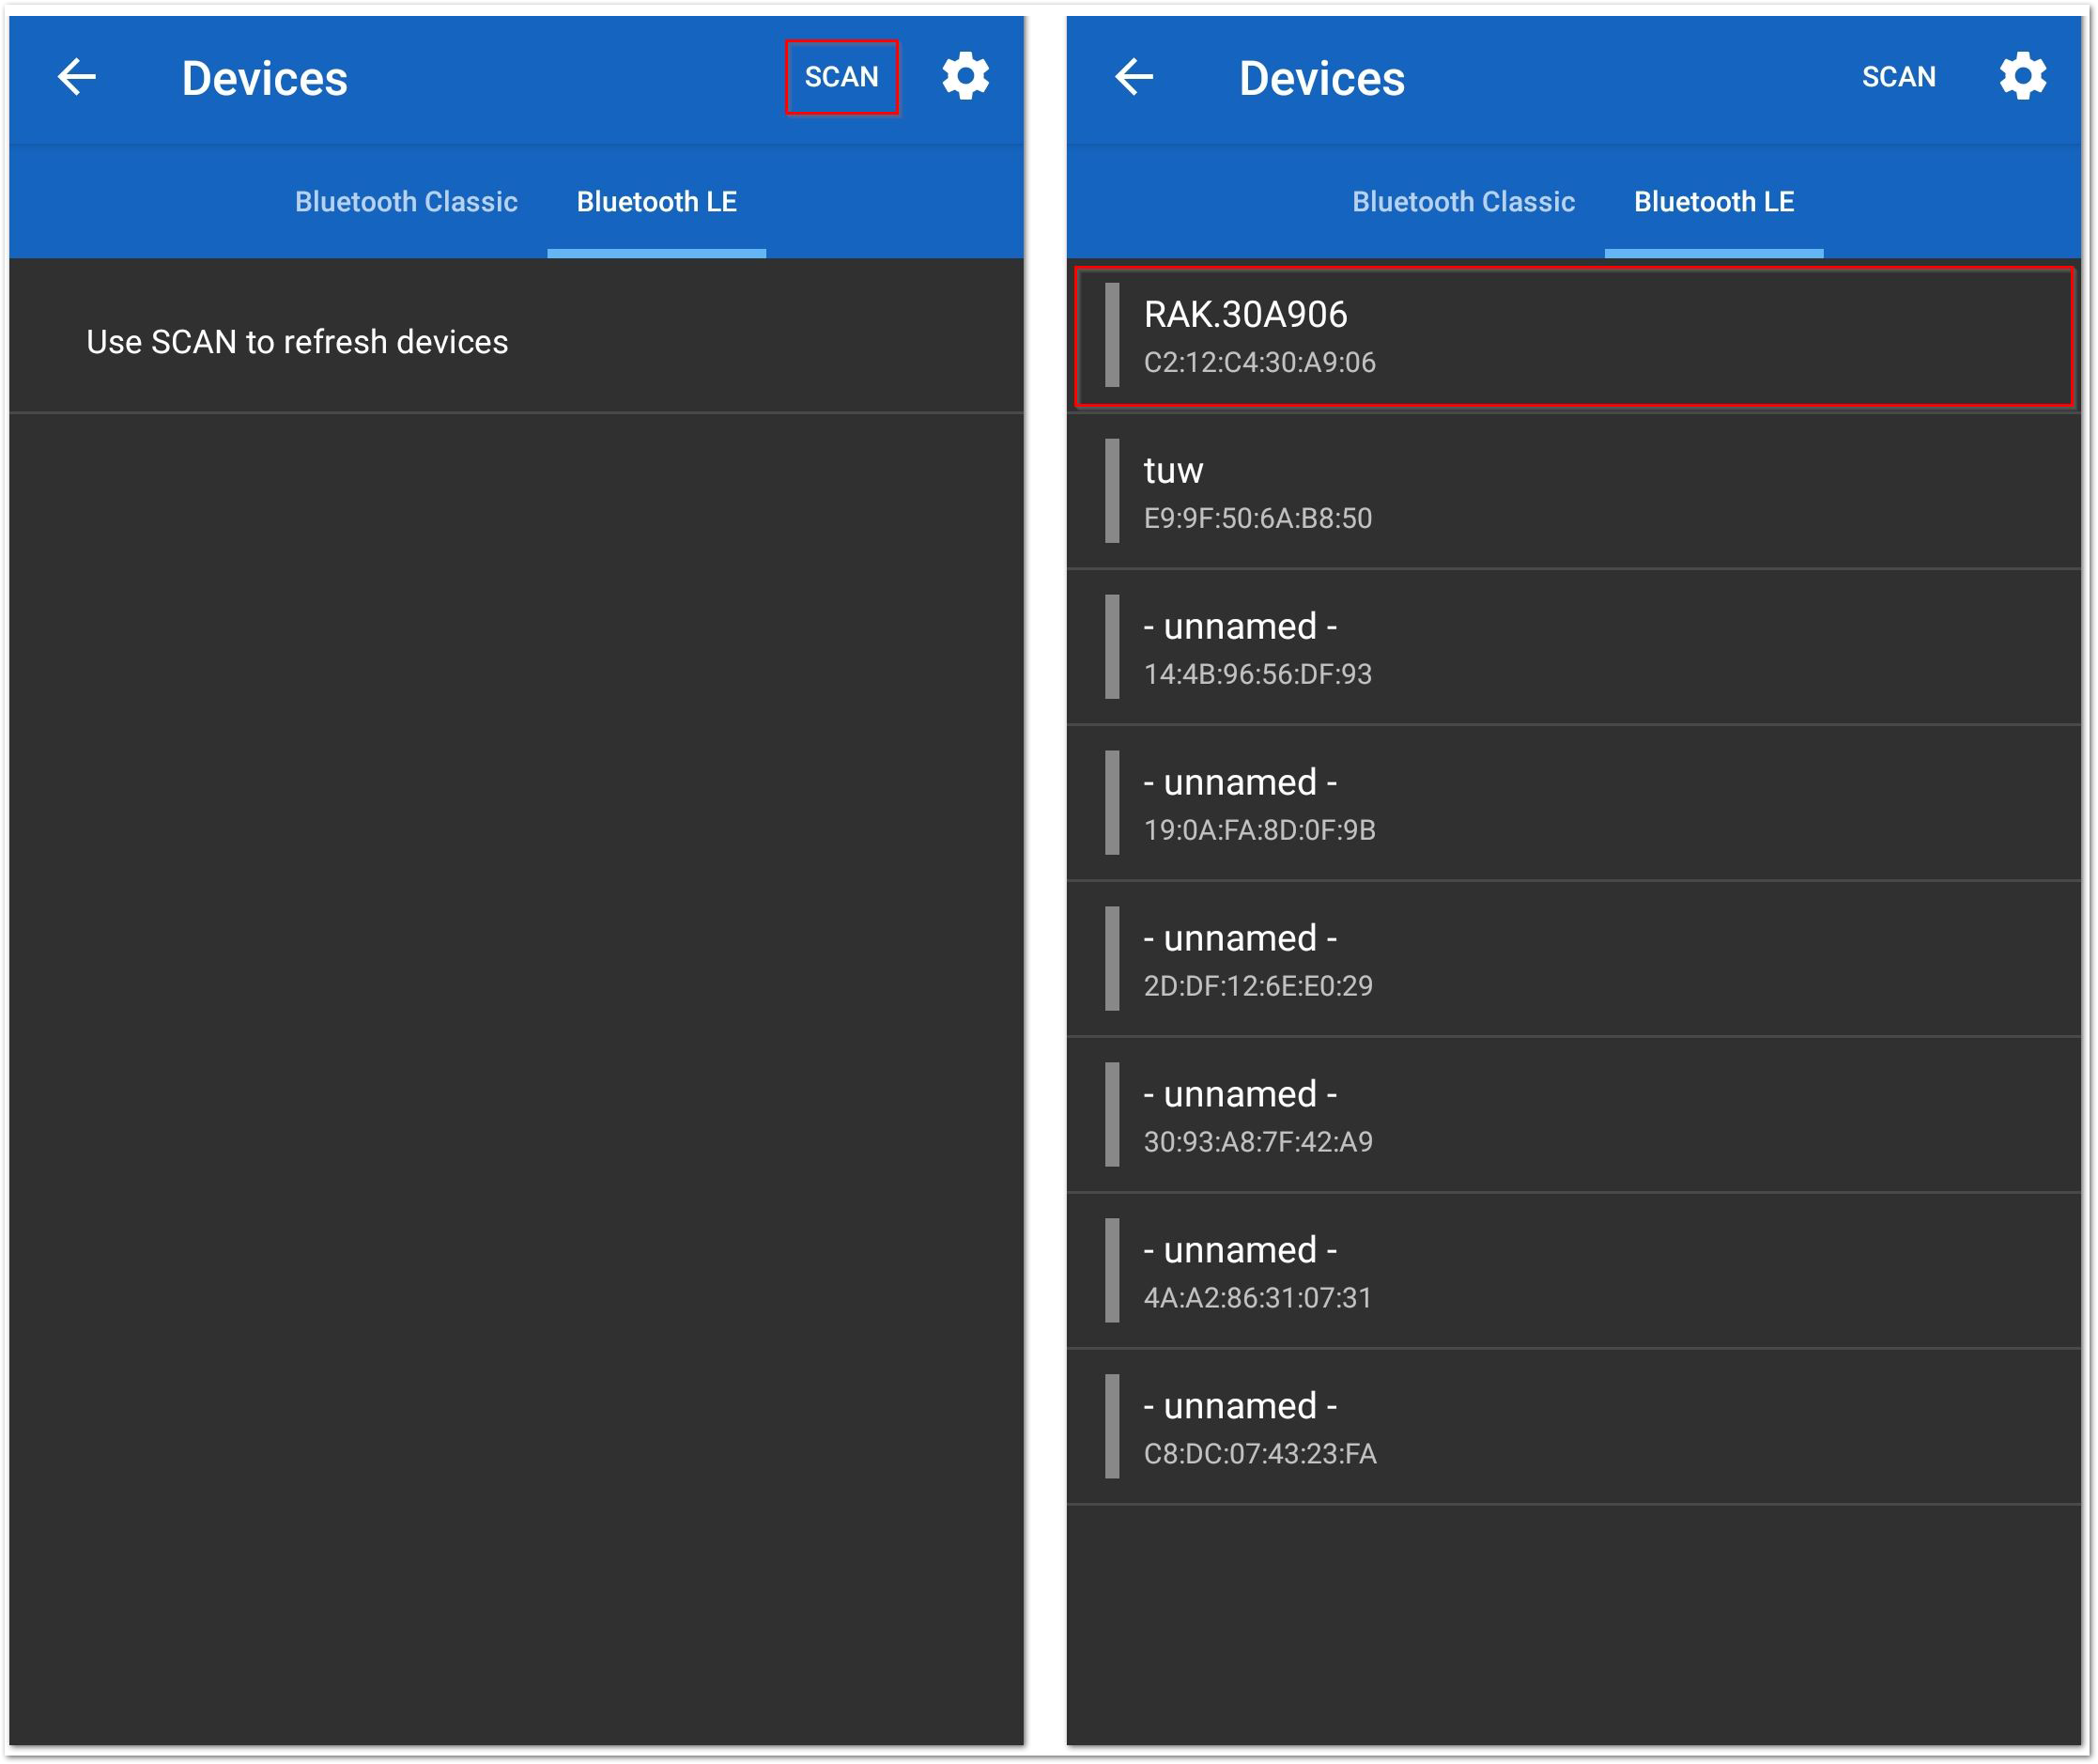 Devices
SCAN
Bluetooth Classic
Bluetooth LE
Use SCAN to refresh devices
Devices
SCAN
Bluetooth Classic
Bluetooth LE
RAK.30A906
C2:12:C4:30:A9:06
tuw
E9:9F:50:6A:B8:50
- unnamed -
14:4B:96:56:DF:93
- unnamed -
19:0A:FA:8D:0F:9B
- unnamed -
2D:DF:12:6E:E0:29
- unnamed -
30:93:A8:7F:42:A9
- unnamed -
4A:A2:86:31:07:31
- unnamed -
C8:DC:07:43:23:FA